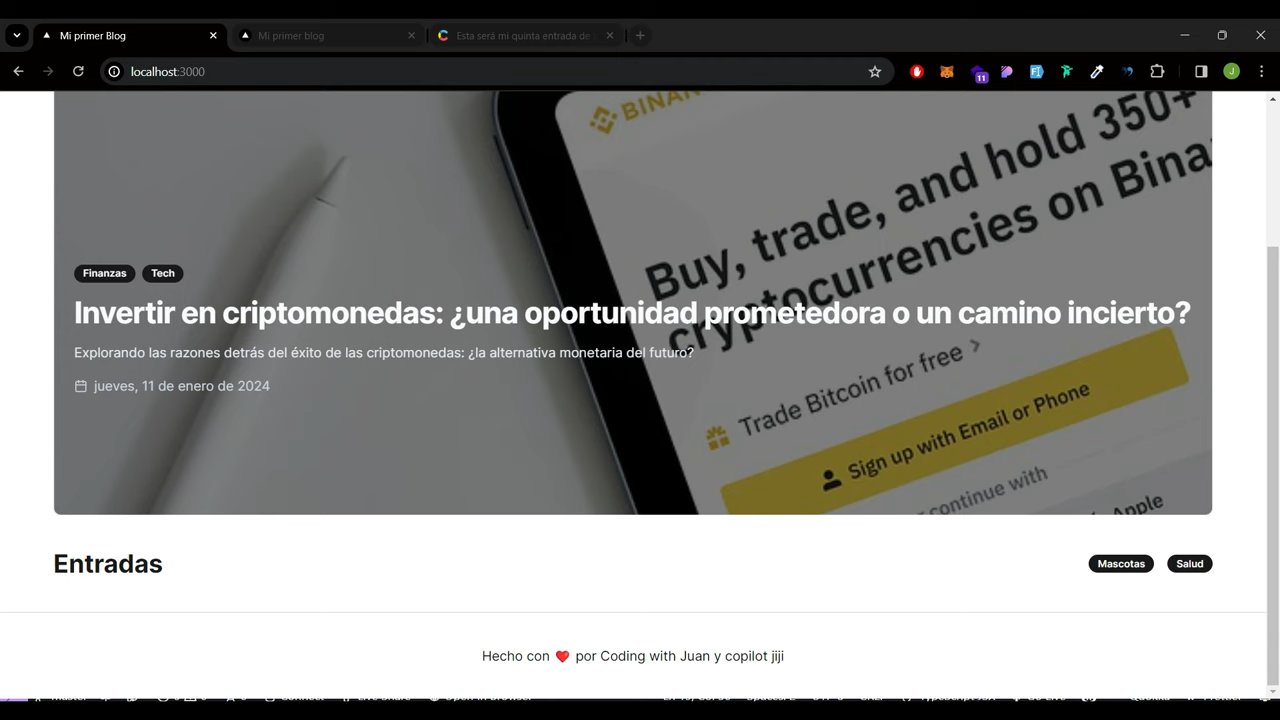 Mi primer Blog
Mi primer blog
Esta será mi quinta entrada de
localhost:3000
11
J
BINAN
Buy, trade, and hold 350+
cryptocurrencies on Bina
Trade Bitcoin for free
Sign up with Email or Phone
continue with
Apple
Finanzas
Tech
Invertir en criptomonedas: ¿una oportunidad prometedora o un camino incierto?
Explorando las razones detrás del éxito de las criptomonedas: ¿la alternativa monetaria del futuro?
jueves, 11 de enero de 2024
Entradas
Mascotas
Salud
Hecho con ❤️ por Coding with Juan y copilot jiji